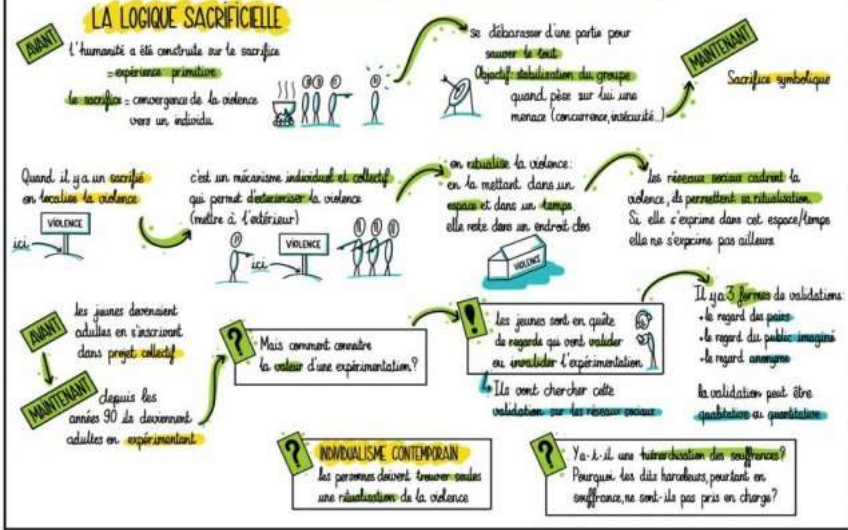 LA LOGIQUE SACRIFICIELLE
AVANT
l'humanité a été construite sur le sacrifice
= expérience primitive
le sacrifice = convergence de la violence
vers un individu
se débarasser d'une partie pour
sauver le tout
Objectif: stabilisation du groupe
quand pèse sur lui une
menace (concurrence, insécurité...)
MAINTENANT
Sacrifice symbolique
Quand il y a un sacrifié
on localise la violence
VIOLENCE
ici
c'est un mécanisme individuel et collectif
qui permet d'extérioriser la violence
(mettre à l'extérieur)
VIOLENCE
ici
on ritualise la violence:
en la mettant dans un
espace et dans un temps
elle reste dans un endroit clos
VIOLENCE
les réseaux sociaux cadrent la
violence, ils permettent sa ritualisation.
Si elle s'exprime dans cet espace/temps
elle ne s'exprime pas ailleurs
AVANT
les jeunes devenaient
adultes en s'inscrivant
dans projet collectif
MAINTENANT
depuis les
années 90 ils deviennent
adultes en expérimentant
?
Mais comment connaître
la valeur d'une expérimentation?
!
les jeunes sont en quête
de regards qui vont valider
ou invalider l'expérimentation
Ils vont chercher cette
validation sur les réseaux sociaux
Il y a 3 formes de validations:
• le regard des pairs
• le regard du public imaginé
• le regard anonyme
la validation peut être
qualitative ou quantitative
?
INDIVIDUALISME CONTEMPORAIN
les personnes doivent trouver seules
une ritualisation de la violence
?
Y a-t-il une hiérarchisation des souffrances?
Pourquoi les dits harceleurs, pourtant en
souffrance, ne sont-ils pas pris en charge?